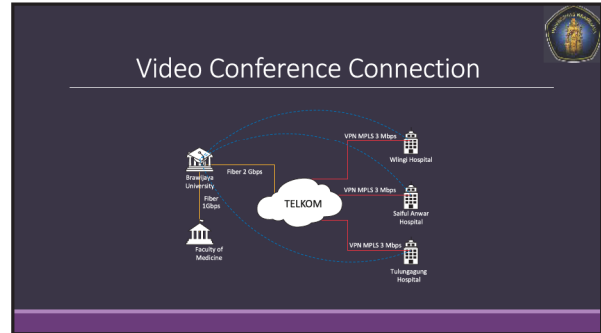 Video Conference Connection
VPN MPLS 3 Mbps
Wlingi Hospital
Brawijaya
University
Fiber 2 Gbps
Fiber
1Gbps
TELKOM
VPN MPLS 3 Mbps
Saiful Anwar
Hospital
Faculty of
Medicine
VPN MPLS 3 Mbps
Tulungagung
Hospital